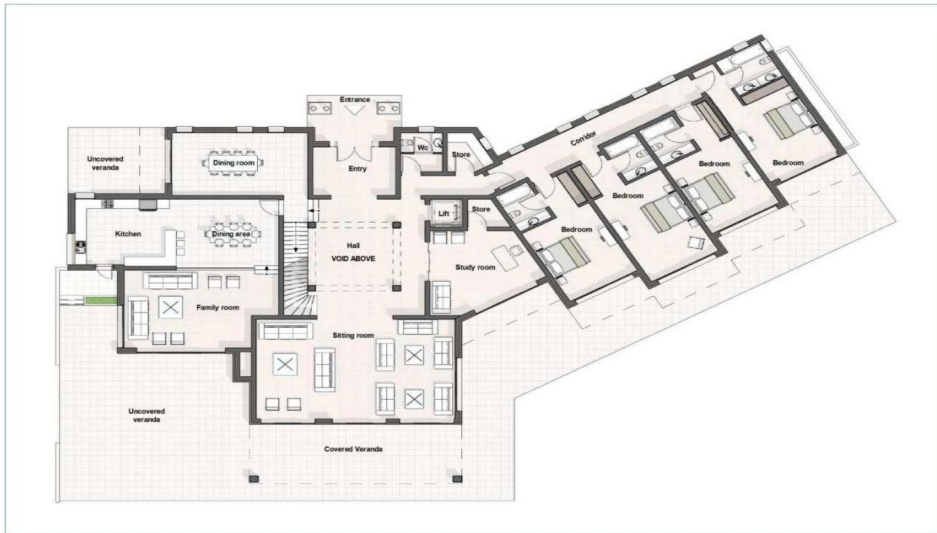 Entrance
Uncovered
veranda
Dining room
Entry
Wc
Store
Corridor
Bedroom
Bedroom
Bedroom
Bedroom
Kitchen
Dining area
Lift
Store
Hall
VOID ABOVE
Study room
Family room
Sitting room
Uncovered
veranda
Covered Veranda